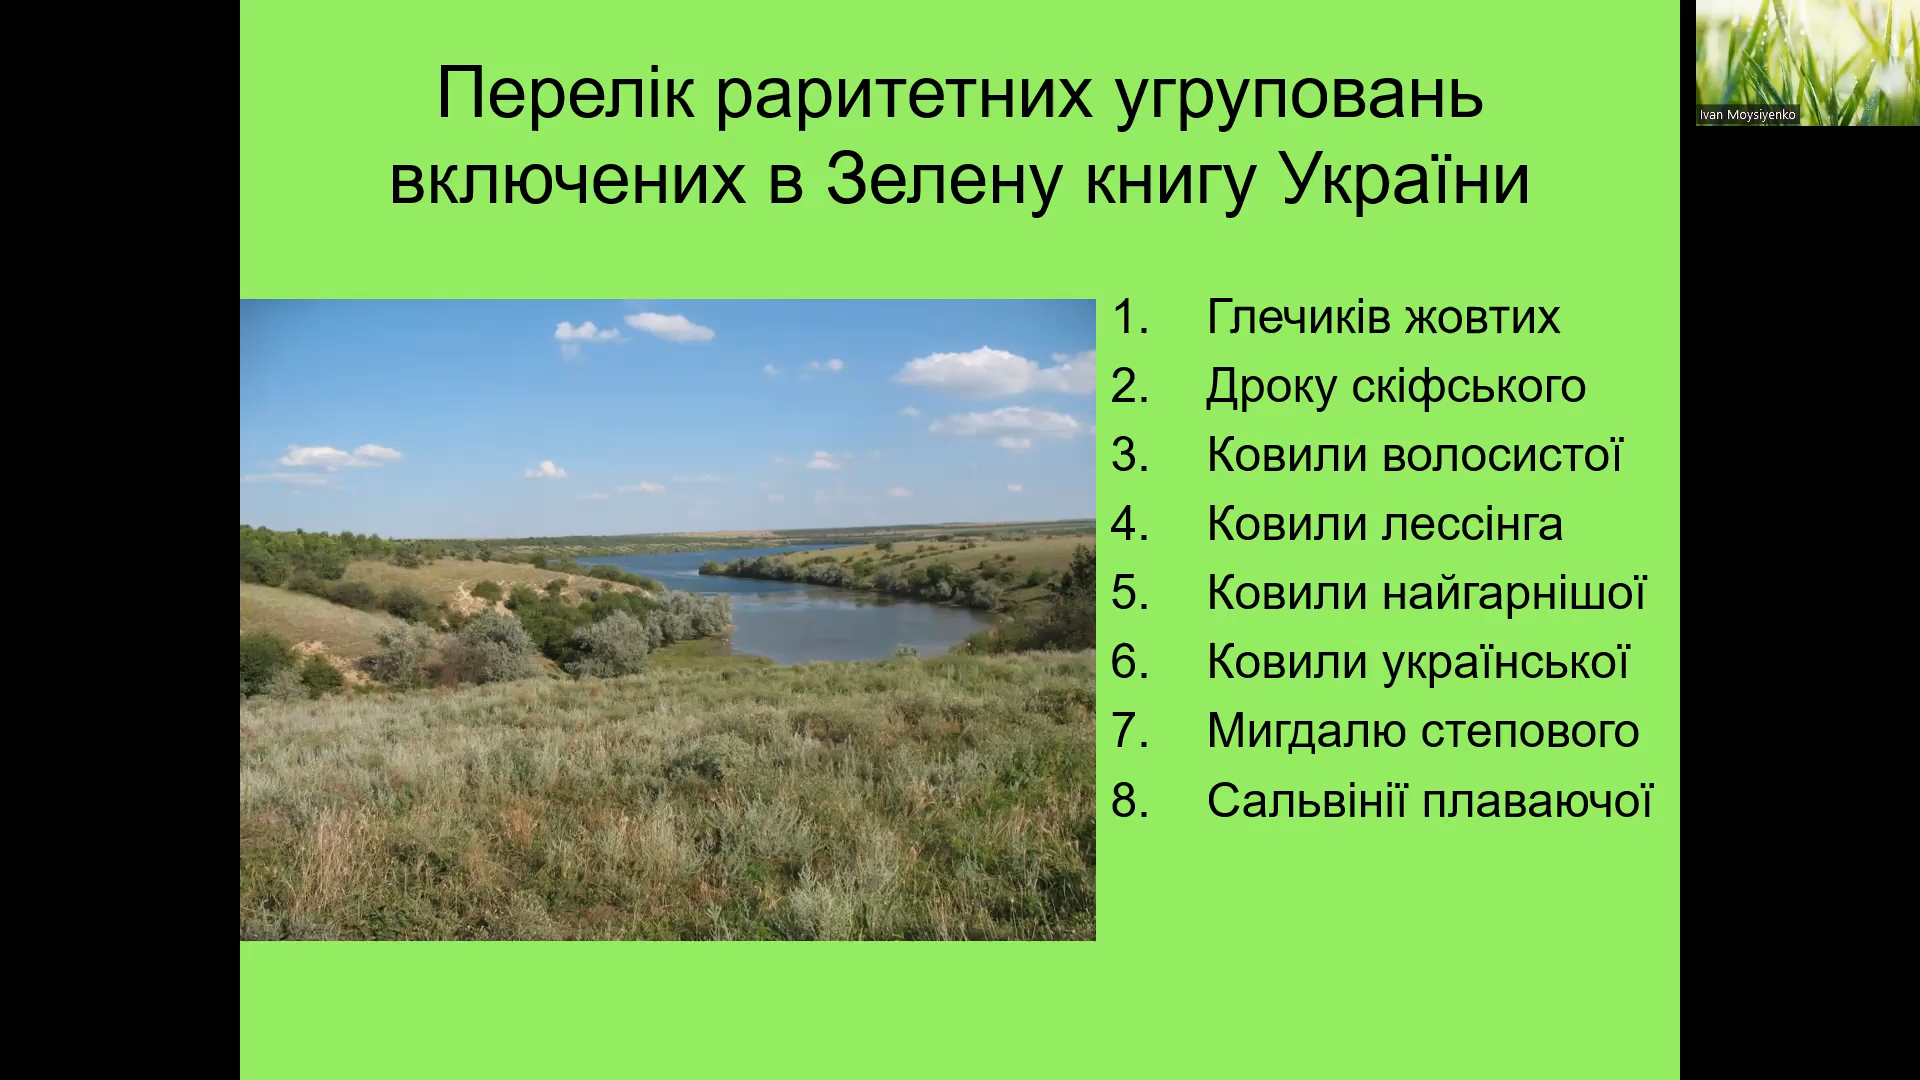 Перелік раритетних угруповань
включених в Зелену книгу України
1. Глечиків жовтих
2. Дроку скіфського
3. Ковили волосистої
4. Ковили лессінга
5. Ковили найгарнішої
6. Ковили української
7. Мигдалю степового
8. Сальвінії плаваючої
Ivan Moysiyenko